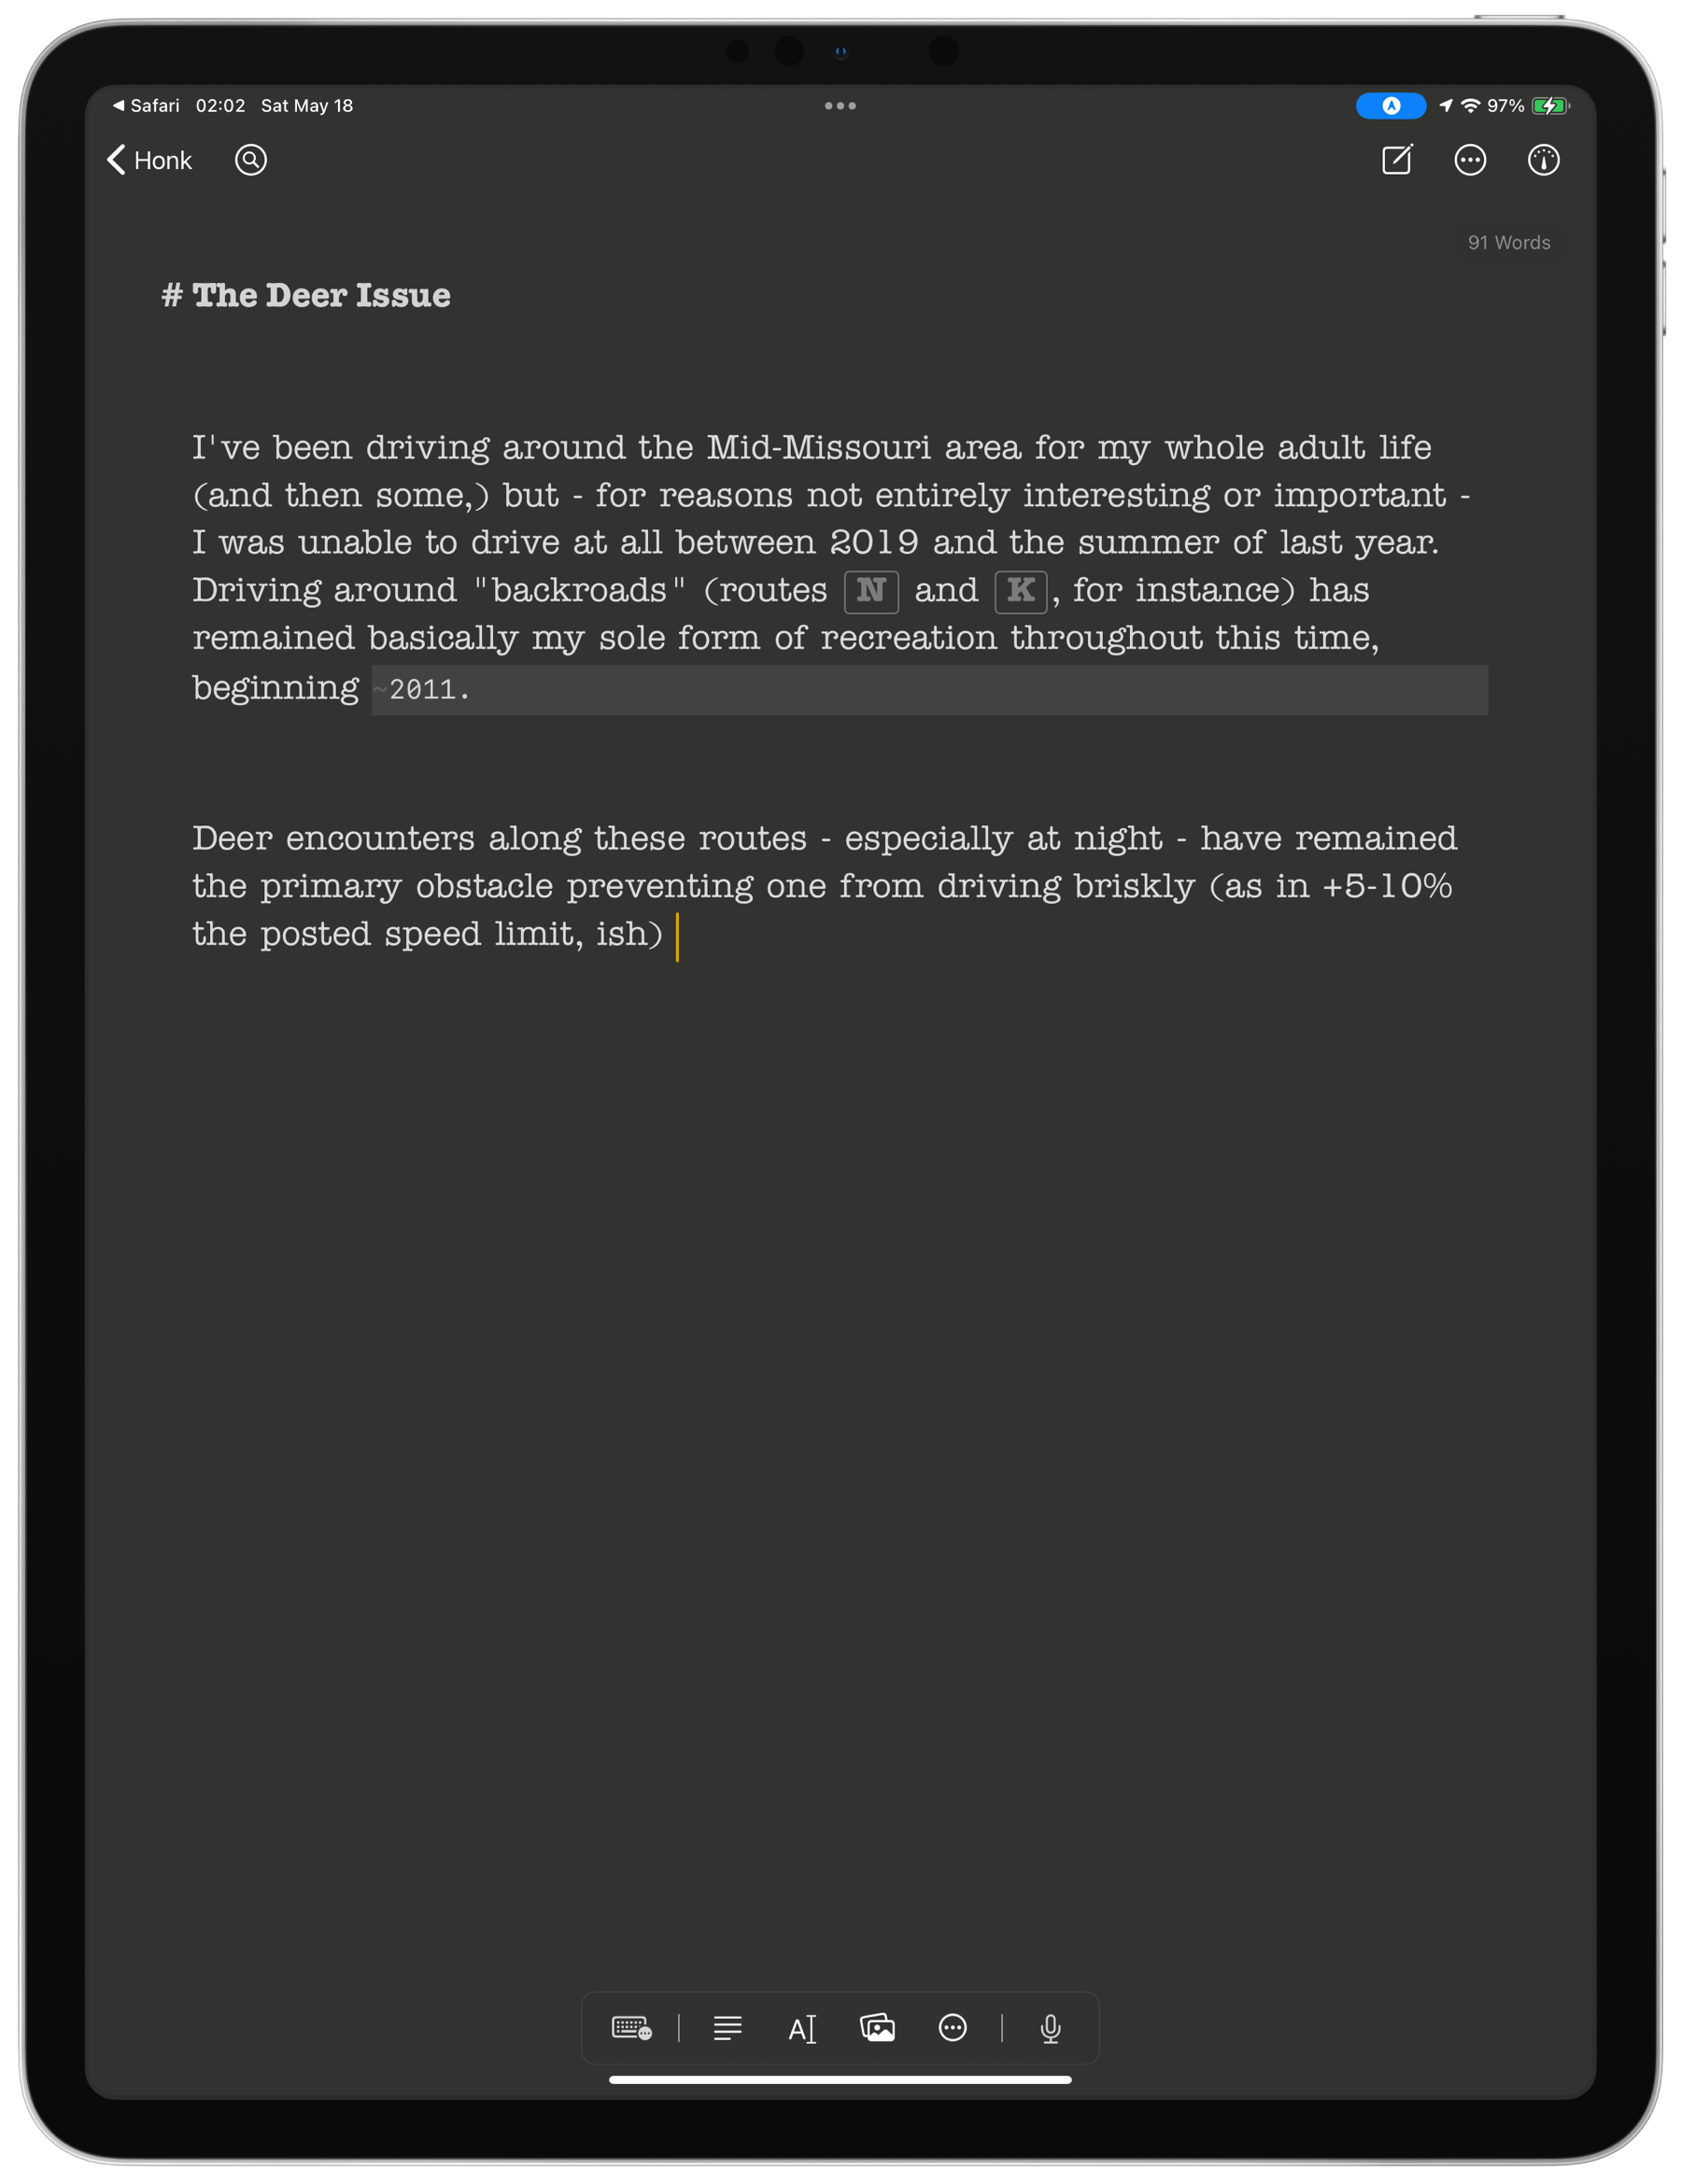 Safari 02:02 Sat May 18
97%
Honk
91 Words
# The Deer Issue
I've been driving around the Mid-Missouri area for my whole adult life
(and then some,) but - for reasons not entirely interesting or important -
I was unable to drive at all between 2019 and the summer of last year.
Driving around "backroads" (routes N and K, for instance) has
remained basically my sole form of recreation throughout this time,
beginning ~2011.
Deer encounters along these routes - especially at night - have remained
the primary obstacle preventing one from driving briskly (as in +5-10%
the posted speed limit, ish)
A